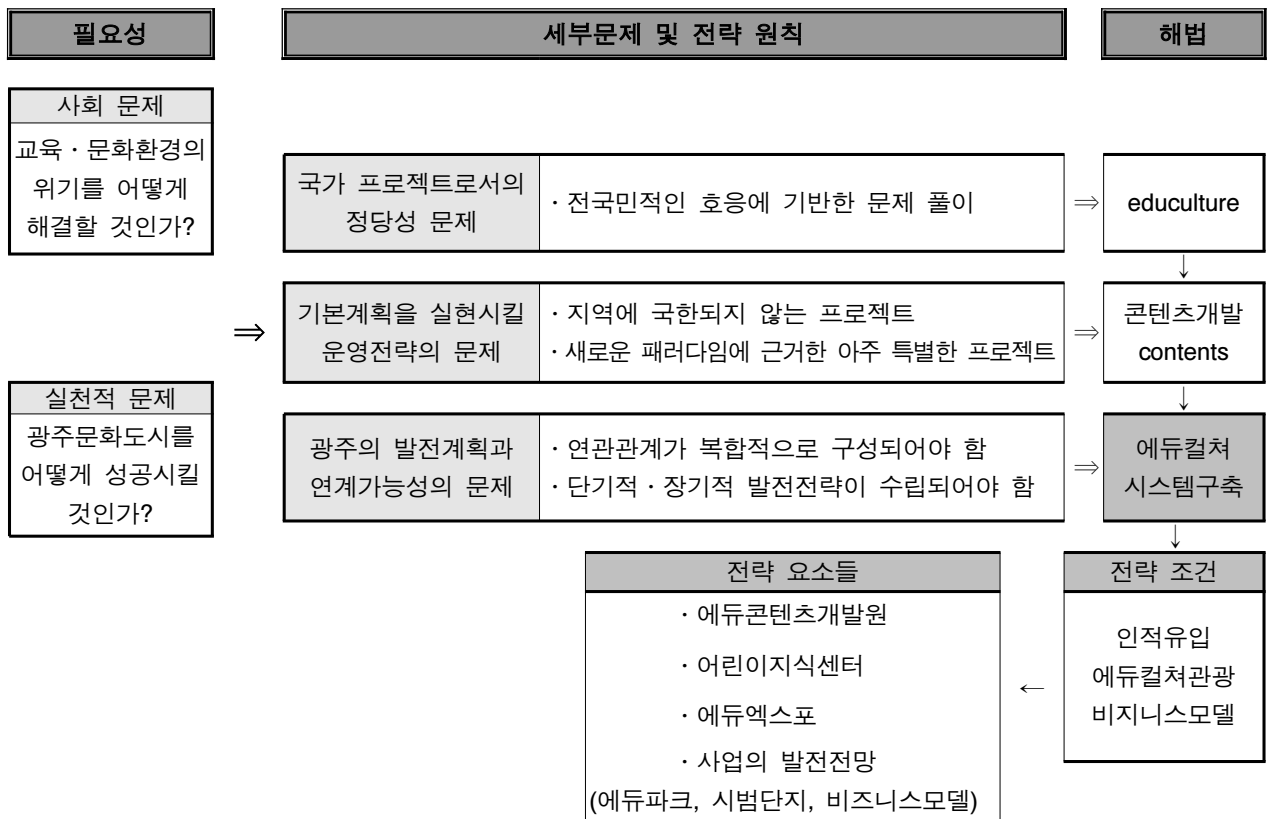 필요성
세부문제 및 전략 원칙
해법
사회 문제
교육·문화환경의
위기를 어떻게
해결할 것인가?
실천적 문제
광주문화도시를
어떻게 성공시킬
것인가?
⇒
국가 프로젝트로서의
정당성 문제
·전국민적인 호응에 기반한 문제 풀이
⇒
educulture
↓
기본계획을 실현시킬
운영전략의 문제
·지역에 국한되지 않는 프로젝트
·새로운 패러다임에 근거한 아주 특별한 프로젝트
⇒
콘텐츠개발
contents
↓
광주의 발전계획과
연계가능성의 문제
·연관관계가 복합적으로 구성되어야 함
·단기적·장기적 발전전략이 수립되어야 함
⇒
에듀컬쳐
시스템구축
↓
전략 조건
인적유입
에듀컬쳐관광
비지니스모델
←
전략 요소들
·에듀콘텐츠개발원
·어린이지식센터
·에듀엑스포
·사업의 발전전망
(에듀파크, 시범단지, 비즈니스모델)